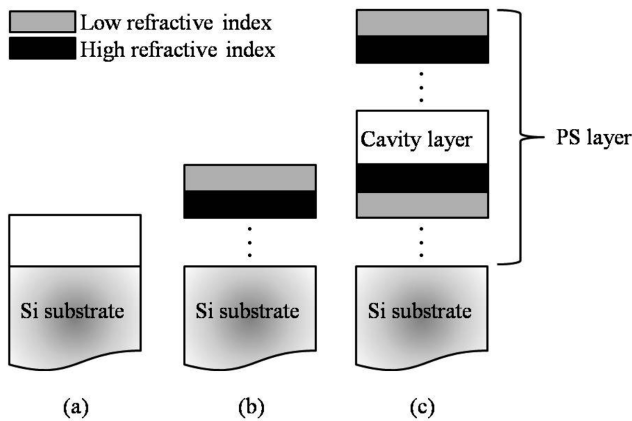 Low refractive index
High refractive index
Cavity layer
PS layer
Si substrate
Si substrate
Si substrate
(a)
(b)
(c)